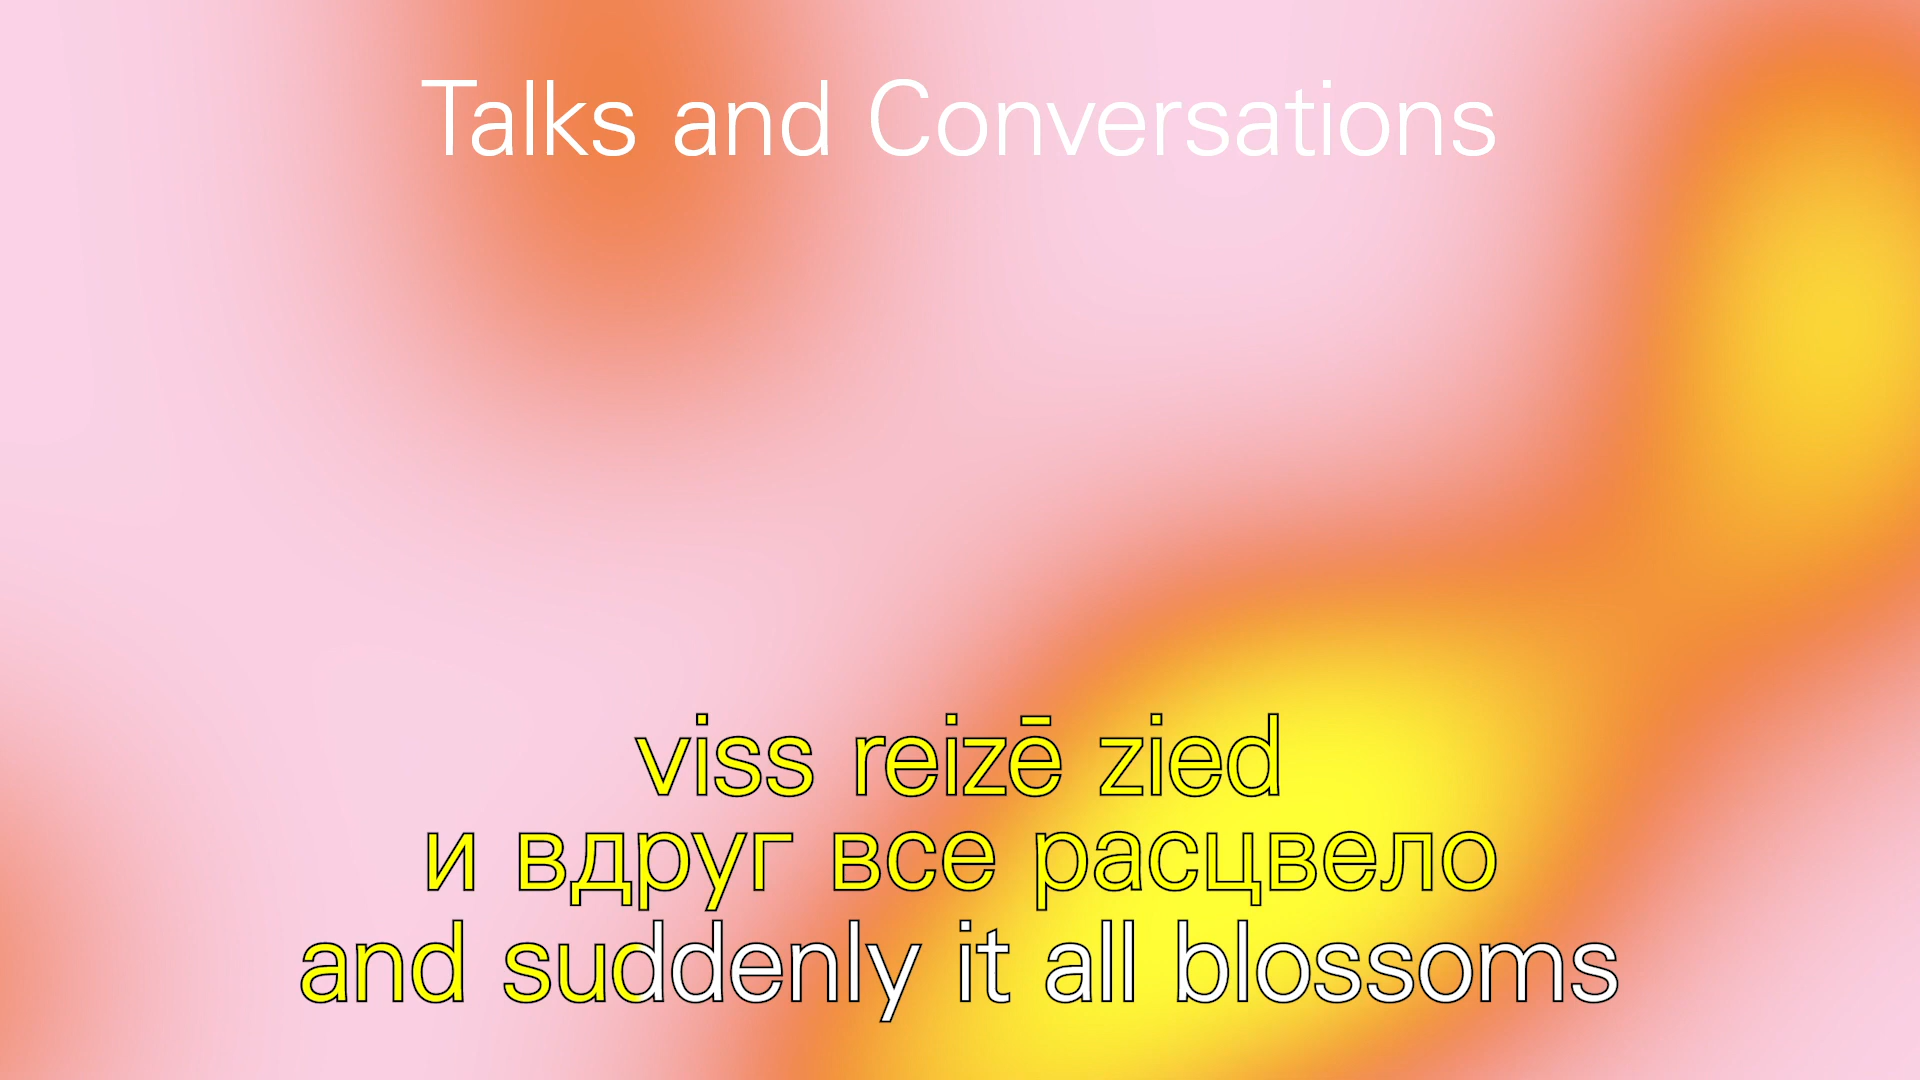 Talks and Conversations
viss reizē zied
и вдруг все расцвело
and suddenly it all blossoms